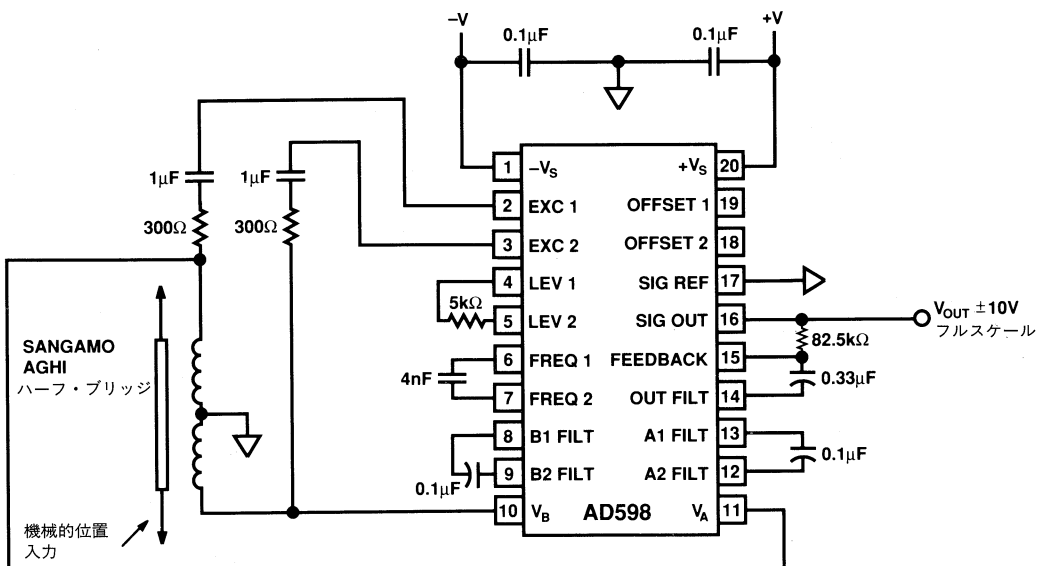 −V
+V
0.1µF
0.1µF
1µF
1µF
300Ω
300Ω
1 −VS
+VS 20
2 EXC 1
OFFSET 1 19
3 EXC 2
OFFSET 2 18
4 LEV 1
SIG REF 17
5kΩ
5 LEV 2
SIG OUT 16
VOUT ±10V
フルスケール
82.5kΩ
6 FREQ 1
FEEDBACK 15
4nF
0.33µF
7 FREQ 2
OUT FILT 14
8 B1 FILT
A1 FILT 13
0.1µF
9 B2 FILT
A2 FILT 12
0.1µF
10 VB
AD598
VA 11
SANGAMO
AGHI
ハーフ・ブリッジ
機械的位置
入力